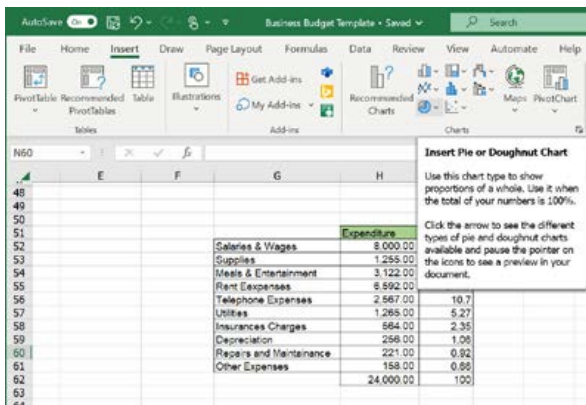 AutoSave On Business Budget Template • Saved Search
File Home Insert Draw Page Layout Formulas Data Review View Automate Help
PivotTable Recommended PivotTables Table Illustrations Get Add-ins My Add-ins Recommended Charts Maps PivotChart
Tables Add-ins Charts
N60 fx
E F G H
48
49
50
51 Expenditure
52 Salaries & Wages 8,000.00
53 Supplies 1,255.00
54 Meals & Entertainment 3,122.00
55 Rent Eexpenses 6,592.00
56 Telephone Expenses 2,567.00 10.7
57 Utilities 1,265.00 5.27
58 Insurances Charges 564.00 2.35
59 Depreciation 256.00 1.06
60 Repairs and Maintainance 221.00 0.92
61 Other Expenses 158.00 0.66
62 24,000.00 100
63
Insert Pie or Doughnut Chart
Use this chart type to show
proportions of a whole. Use it when
the total of your numbers is 100%.
Click the arrow to see the different
types of pie and doughnut charts
available and pause the pointer on
the icons to see a preview in your
document.